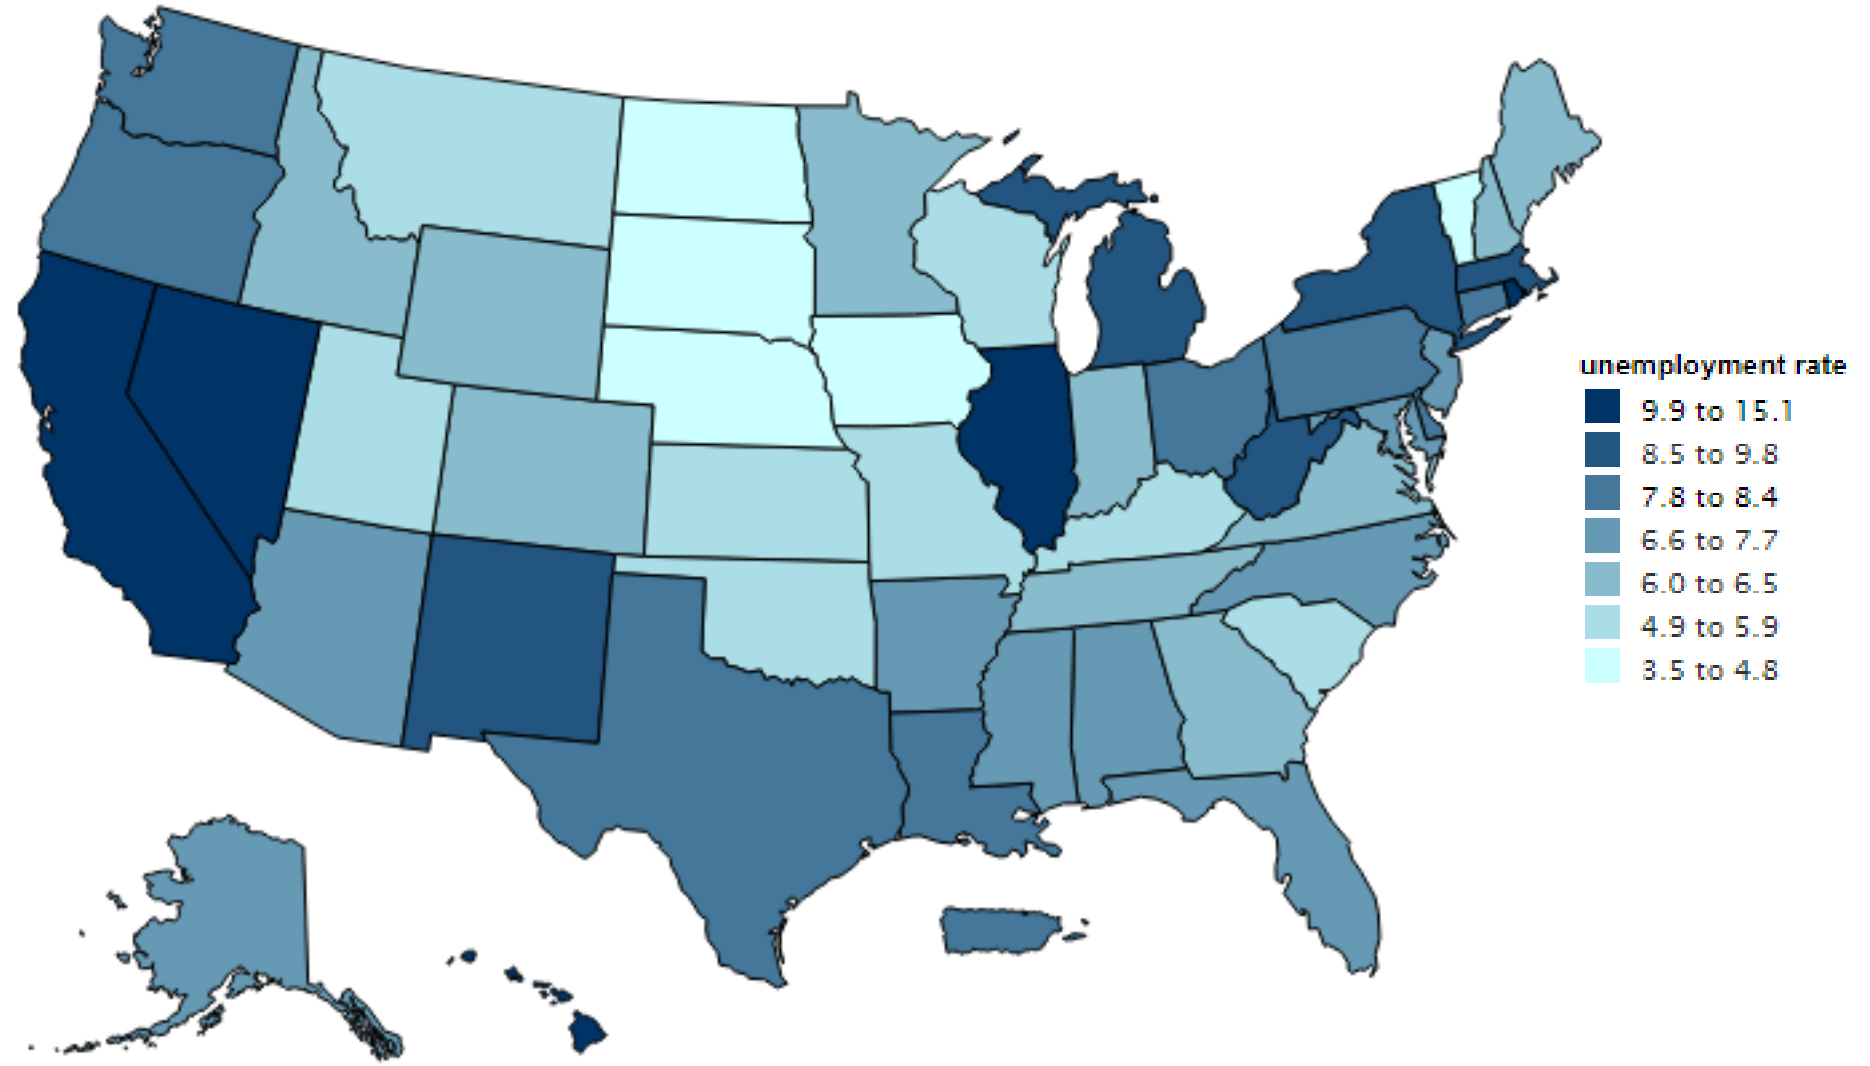 unemployment rate
9.9 to 15.1
8.5 to 9.8
7.8 to 8.4
6.6 to 7.7
6.0 to 6.5
4.9 to 5.9
3.5 to 4.8